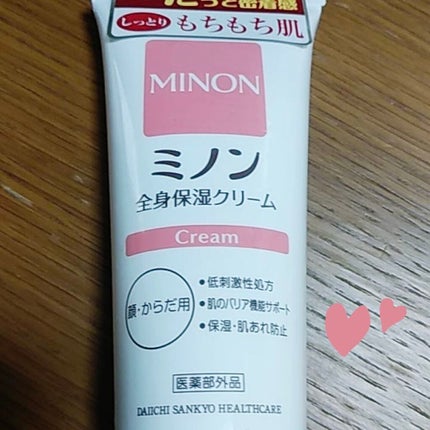 しっとり もちもち肌
MINON
ミノン
全身保湿クリーム
Cream
顔・からだ用
• 低刺激性処方
• 肌のバリア機能サポート
• 保湿・肌あれ防止
医薬部外品
DAIICHI SANKYO HEALTHCARE